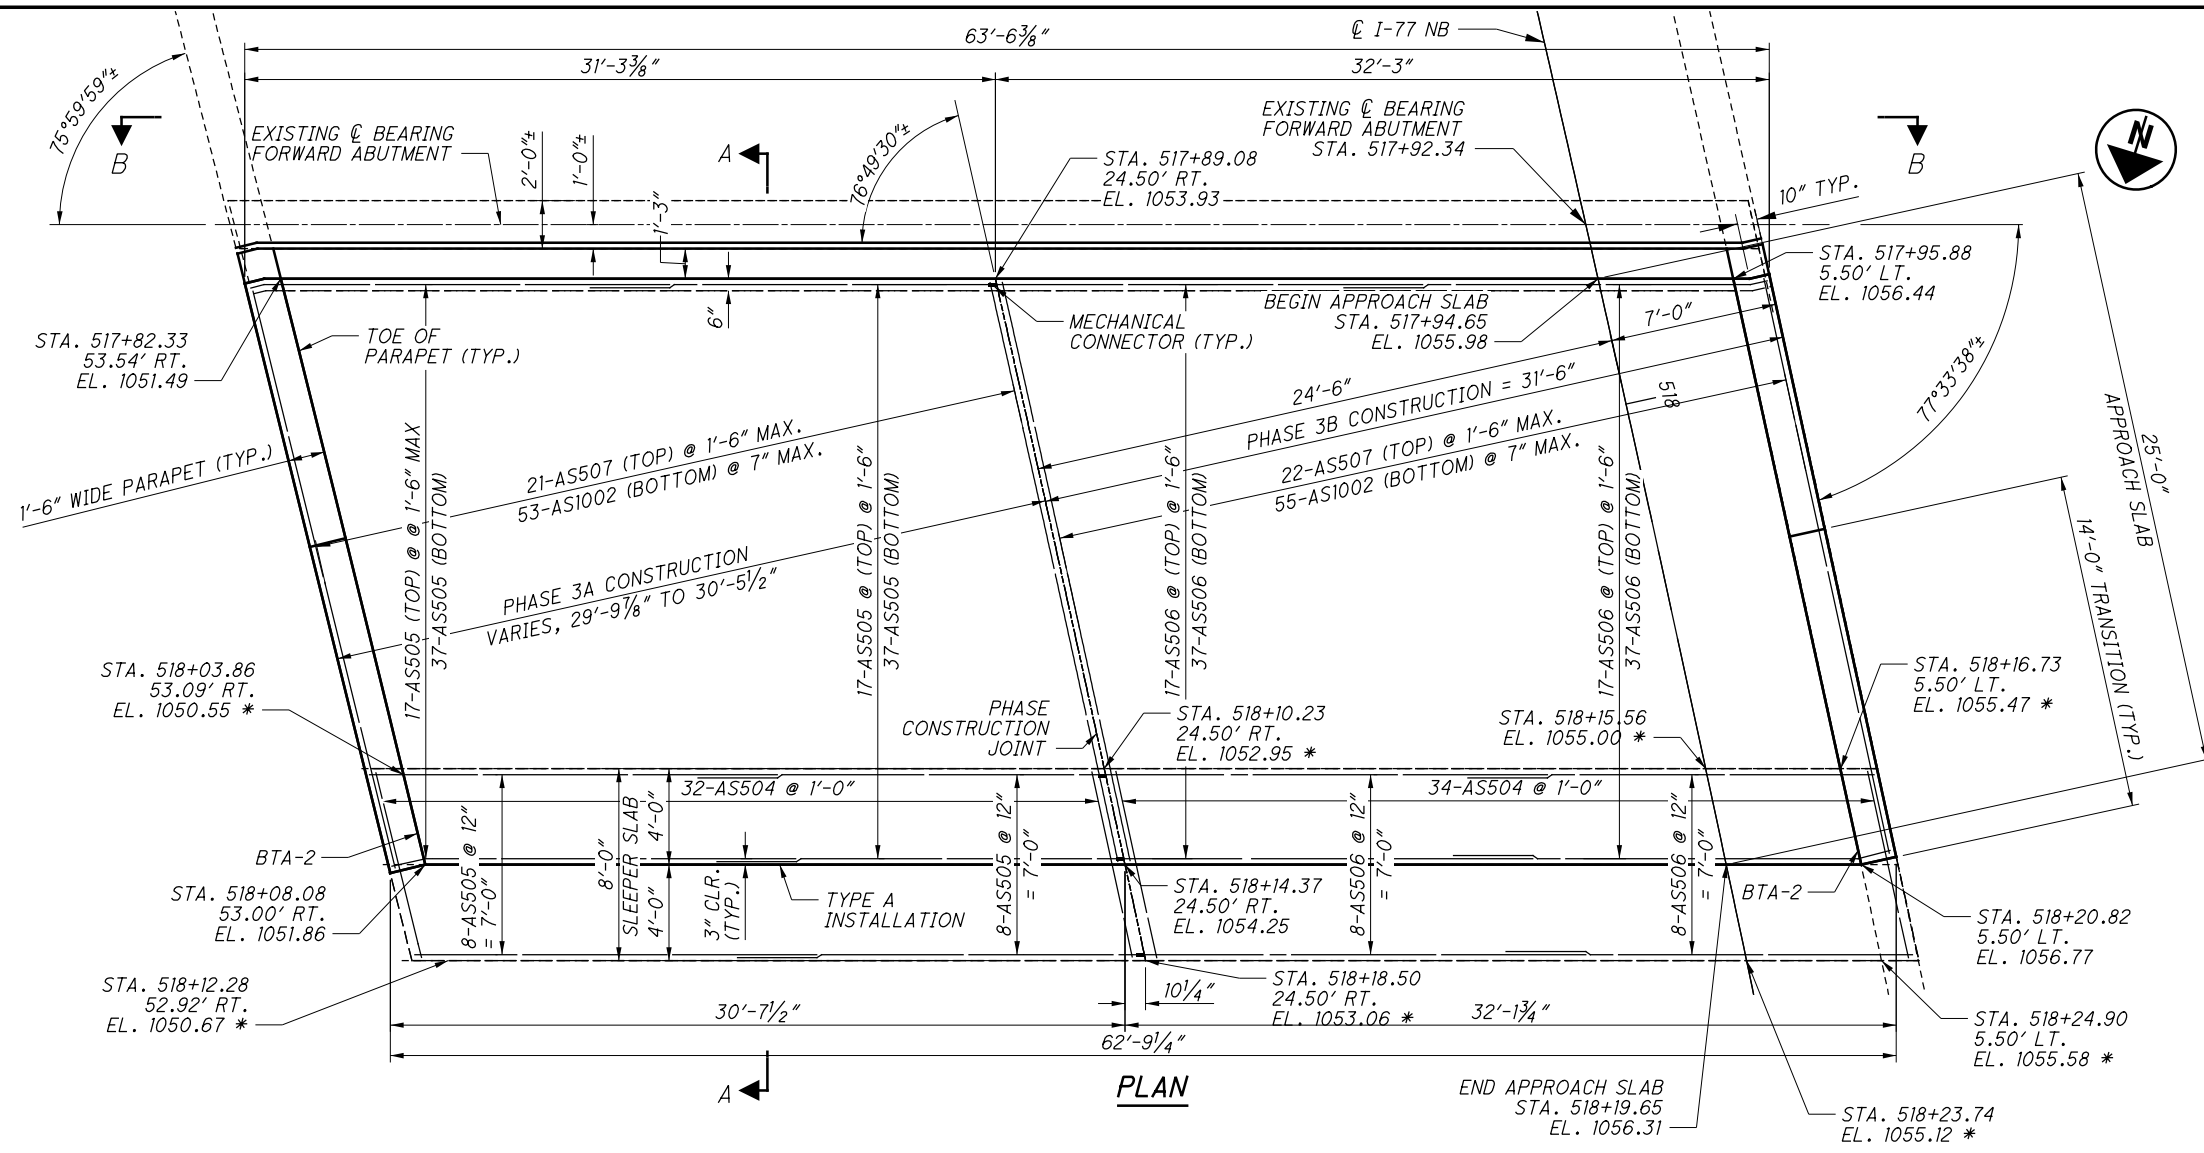 63'-6⅜"
31'-3⅜"
32'-3"
℄ I-77 NB
75°59'59"±
B
EXISTING ℄ BEARING
FORWARD ABUTMENT
2'-0"±
1'-0"±
1'-3"
A
76°49'30"±
STA. 517+89.08
24.50' RT.
EL. 1053.93
EXISTING ℄ BEARING
FORWARD ABUTMENT
STA. 517+92.34
B
N
10" TYP.
STA. 517+95.88
5.50' LT.
EL. 1056.44
6"
BEGIN APPROACH SLAB
STA. 517+94.65
EL. 1055.98
7'-0"
MECHANICAL
CONNECTOR (TYP.)
TOE OF
PARAPET (TYP.)
STA. 517+82.33
53.54' RT.
EL. 1051.49
24'-6"
PHASE 3B CONSTRUCTION = 31'-6"
22-AS507 (TOP) @ 1'-6" MAX.
55-AS1002 (BOTTOM) @ 7" MAX.
518
77°33'38"±
25'-0"
APPROACH SLAB
14'-0" TRANSITION (TYP.)
1'-6" WIDE PARAPET (TYP.)
21-AS507 (TOP) @ 1'-6" MAX.
53-AS1002 (BOTTOM) @ 7" MAX.
17-AS505 (TOP) @ @ 1'-6" MAX
37-AS505 (BOTTOM)
17-AS505 @ (TOP) @ 1'-6"
37-AS505 (BOTTOM)
17-AS506 @ (TOP) @ 1'-6"
37-AS506 (BOTTOM)
17-AS506 @ (TOP) @ 1'-6"
37-AS506 (BOTTOM)
PHASE 3A CONSTRUCTION
VARIES, 29'-9⅞" TO 30'-5½"
STA. 518+03.86
53.09' RT.
EL. 1050.55 *
PHASE
CONSTRUCTION
JOINT
STA. 518+10.23
24.50' RT.
EL. 1052.95 *
STA. 518+15.56
EL. 1055.00 *
STA. 518+16.73
5.50' LT.
EL. 1055.47 *
32-AS504 @ 1'-0"
34-AS504 @ 1'-0"
BTA-2
8-AS505 @ 12"
= 7'-0"
8'-0"
SLEEPER SLAB
4'-0"
4'-0"
3" CLR.
(TYP.)
TYPE A
INSTALLATION
8-AS505 @ 12"
= 7'-0"
STA. 518+14.37
24.50' RT.
EL. 1054.25
8-AS506 @ 12"
= 7'-0"
8-AS506 @ 12"
= 7'-0"
BTA-2
STA. 518+08.08
53.00' RT.
EL. 1051.86
STA. 518+20.82
5.50' LT.
EL. 1056.77
STA. 518+12.28
52.92' RT.
EL. 1050.67 *
10¼"
STA. 518+18.50
24.50' RT.
EL. 1053.06 *
30'-7½"
32'-1¾"
62'-9¼"
STA. 518+24.90
5.50' LT.
EL. 1055.58 *
A
PLAN
END APPROACH SLAB
STA. 518+19.65
EL. 1056.31
STA. 518+23.74
EL. 1055.12 *